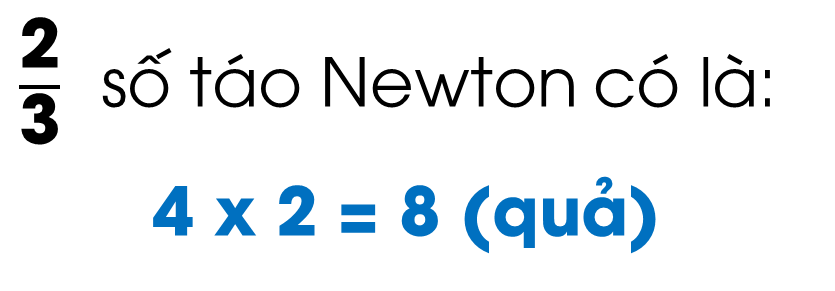 2/3 số táo Newton có là:
4 x 2 = 8 (quả)